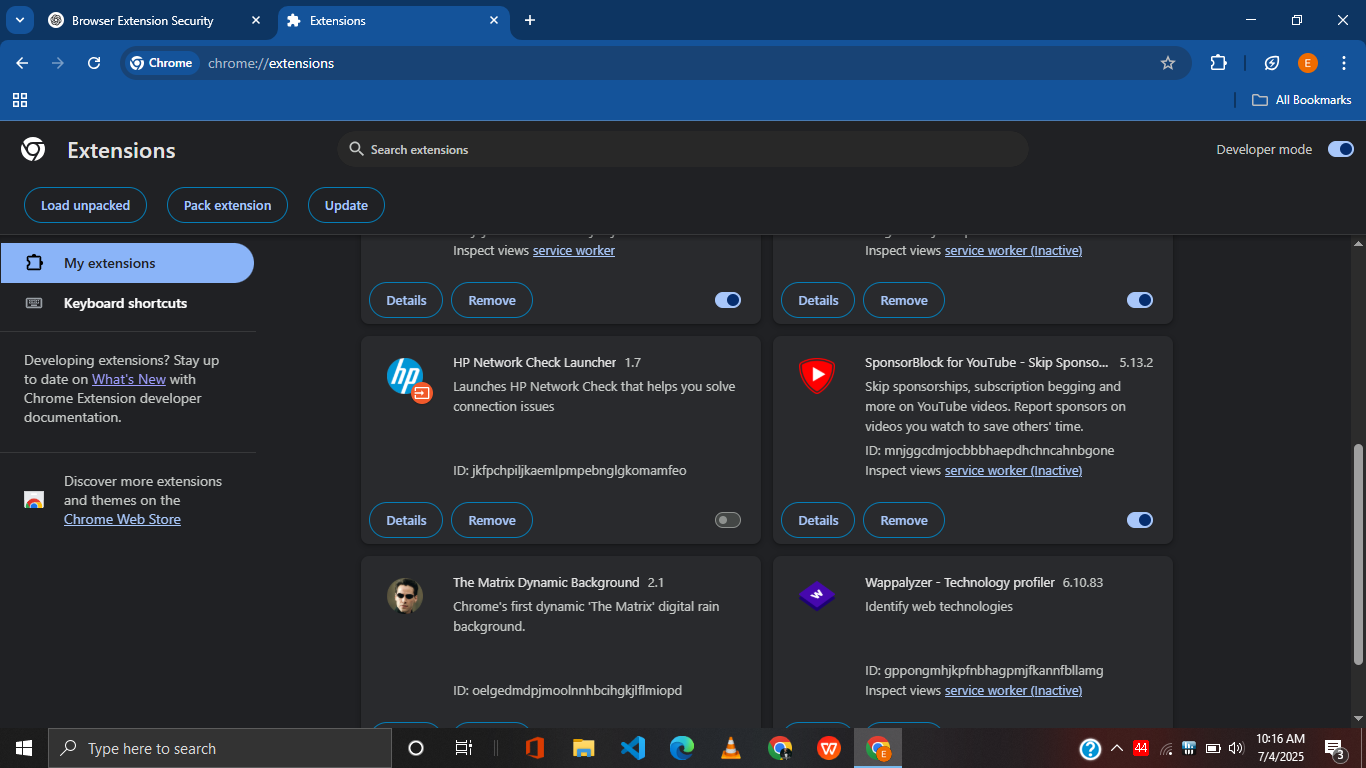 Browser Extension Security
Extensions
Chrome
chrome://extensions
E
All Bookmarks
Extensions
Search extensions
Developer mode
Load unpacked
Pack extension
Update
My extensions
Keyboard shortcuts
Developing extensions? Stay up
to date on What's New with
Chrome Extension developer
documentation.
Discover more extensions
and themes on the
Chrome Web Store
Inspect views service worker
Details
Remove
Inspect views service worker (Inactive)
Details
Remove
hp
HP Network Check Launcher 1.7
Launches HP Network Check that helps you solve
connection issues
ID: jkfpchpiljkaemlpmpebnglgkomamfeo
Details
Remove
SponsorBlock for YouTube - Skip Sponso... 5.13.2
Skip sponsorships, subscription begging and
more on YouTube videos. Report sponsors on
videos you watch to save others' time.
ID: mnjggcdmjocbbbhaepdhchncahnbgone
Inspect views service worker (Inactive)
Details
Remove
The Matrix Dynamic Background 2.1
Chrome's first dynamic 'The Matrix' digital rain
background.
ID: oelgedmdpjmoolnnhbcihgkjlflmiopd
W
Wappalyzer - Technology profiler 6.10.83
Identify web technologies
ID: gppongmhjkpfnbhagpmjfkannfbllamg
Inspect views service worker (Inactive)
Type here to search
W
E
44
10:16 AM
7/4/2025
3